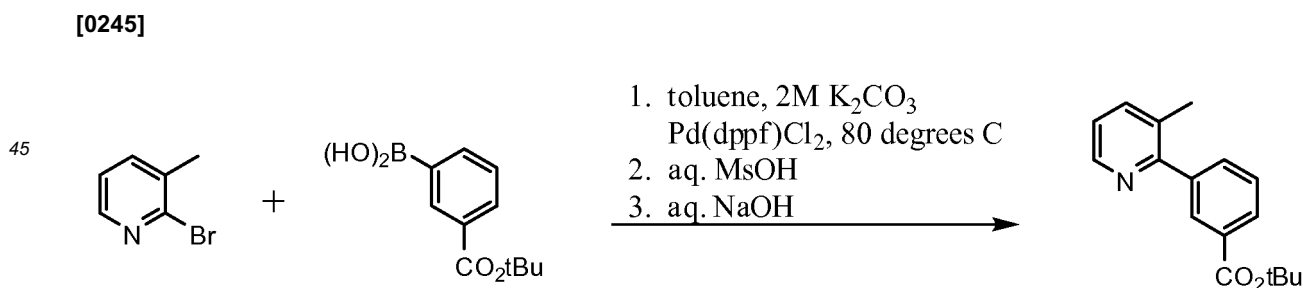 [0245]
45
1. toluene, 2M K₂CO₃
Pd(dppf)Cl₂, 80 degrees C
2. aq. MsOH
3. aq. NaOH
(HO)₂B
N
Br
+
CO₂tBu
N
CO₂tBu